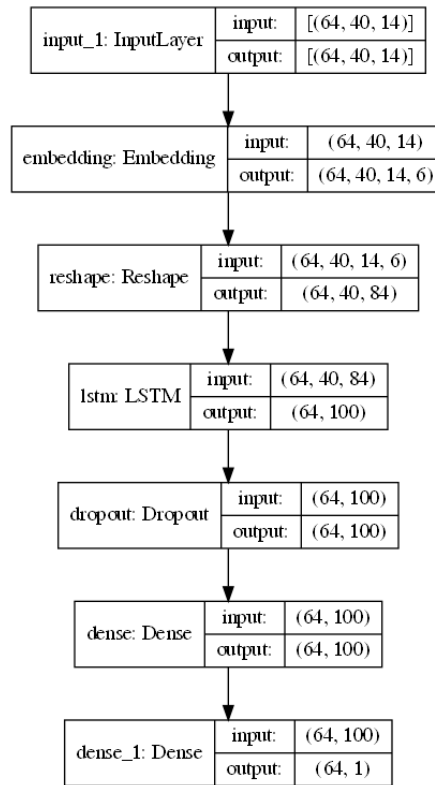 input_1: InputLayer
input: [(64, 40, 14)]
output: [(64, 40, 14)]
embedding: Embedding
input: (64, 40, 14)
output: (64, 40, 14, 6)
reshape: Reshape
input: (64, 40, 14, 6)
output: (64, 40, 84)
lstm: LSTM
input: (64, 40, 84)
output: (64, 100)
dropout: Dropout
input: (64, 100)
output: (64, 100)
dense: Dense
input: (64, 100)
output: (64, 100)
dense_1: Dense
input: (64, 100)
output: (64, 1)